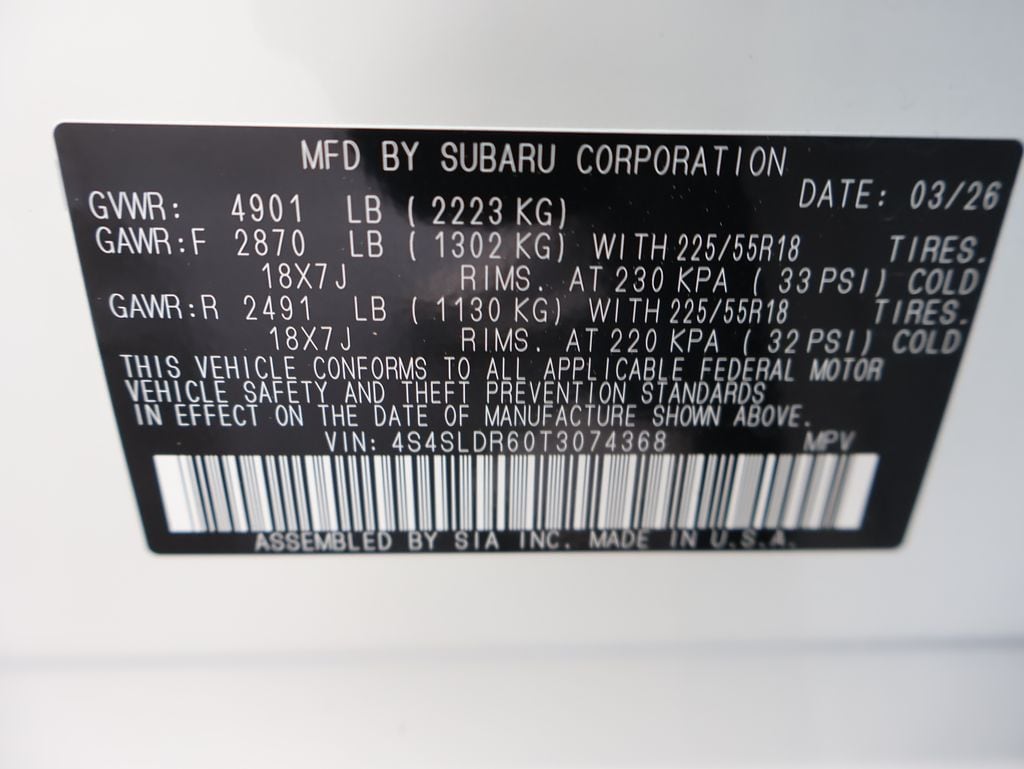 MFD BY SUBARU CORPORATION
DATE: 03/26
GVWR: 4901 LB ( 2223 KG)
GAWR:F 2870 LB ( 1302 KG) WITH 225/55R18 TIRES.
18X7J RIMS. AT 230 KPA ( 33 PSI) COLD
GAWR:R 2491 LB ( 1130 KG) WITH 225/55R18 TIRES.
18X7J RIMS. AT 220 KPA ( 32 PSI) COLD
THIS VEHICLE CONFORMS TO ALL APPLICABLE FEDERAL MOTOR
VEHICLE SAFETY AND THEFT PREVENTION STANDARDS
IN EFFECT ON THE DATE OF MANUFACTURE SHOWN ABOVE.
VIN: 4S4SLDR60T3074368 MPV
ASSEMBLED BY SIA INC. MADE IN U.S.A.